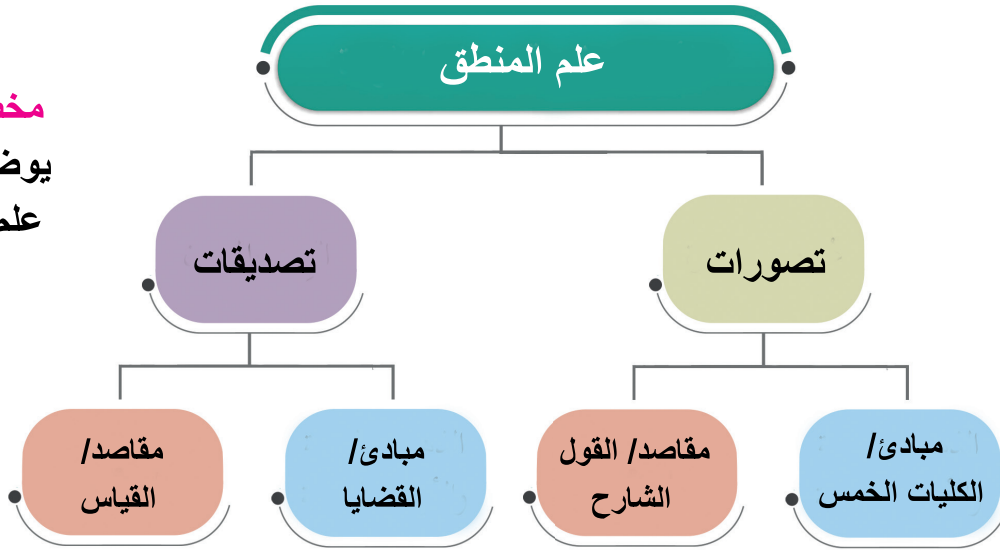 علم المنطق
تصورات
تصديقات
مبادئ/
الكليات الخمس
مقاصد/ القول
الشارح
مبادئ/
القضايا
مقاصد/
القياس